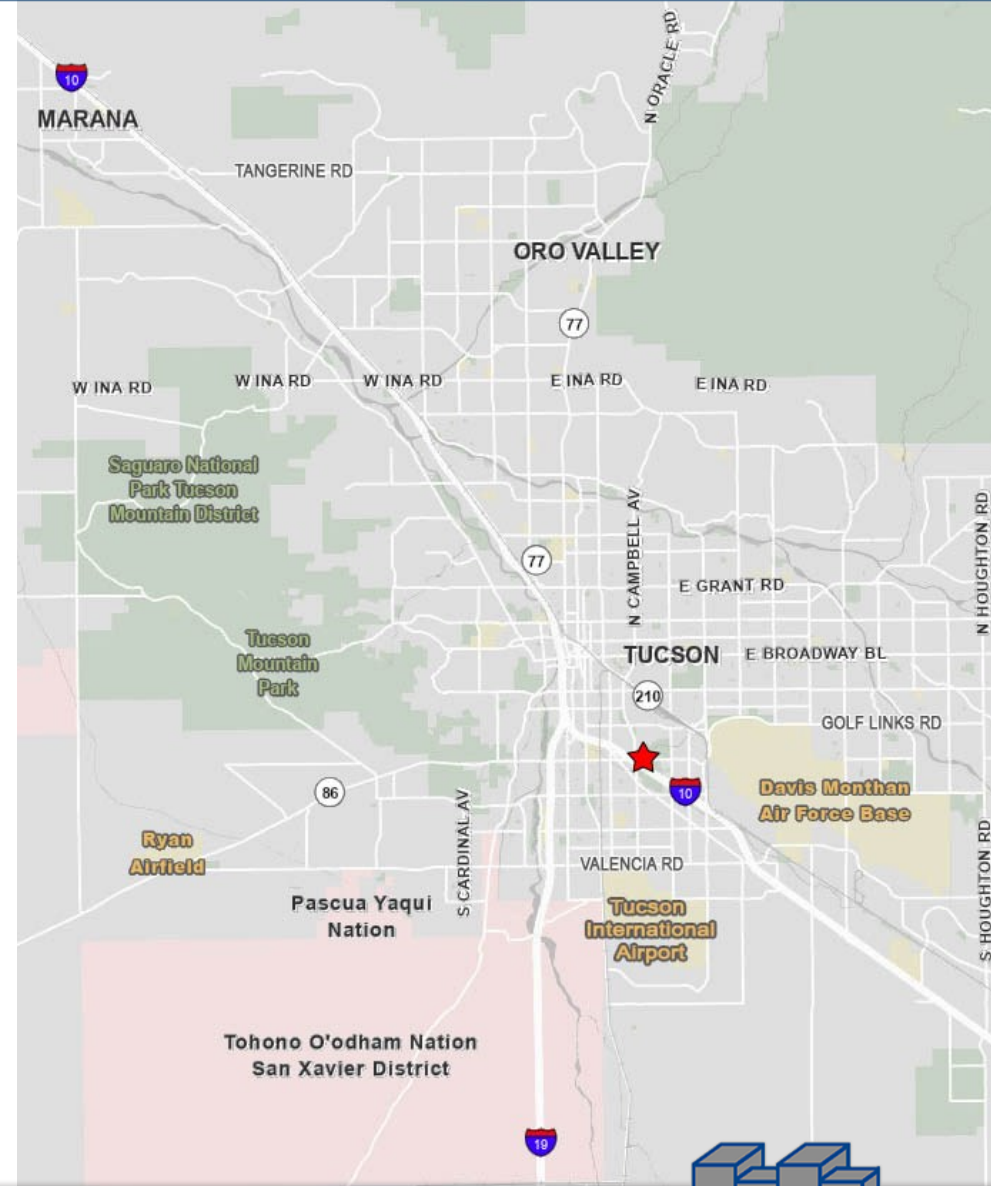 N ORACLE RD
10
MARANA
TANGERINE RD
ORO VALLEY
77
W INA RD
W INA RD
W INA RD
E INA RD
E INA RD
Saguaro National
Park Tucson
Mountain District
N CAMPBELL AV
N HOUGHTON RD
77
E GRANT RD
Tucson
Mountain
Park
TUCSON
E BROADWAY BL
210
GOLF LINKS RD
86
10
Davis Monthan
Air Force Base
S CARDINAL AV
Ryan
Airfield
VALENCIA RD
S HOUGHTON RD
Pascua Yaqui
Nation
Tucson
International
Airport
Tohono O'odham Nation
San Xavier District
19